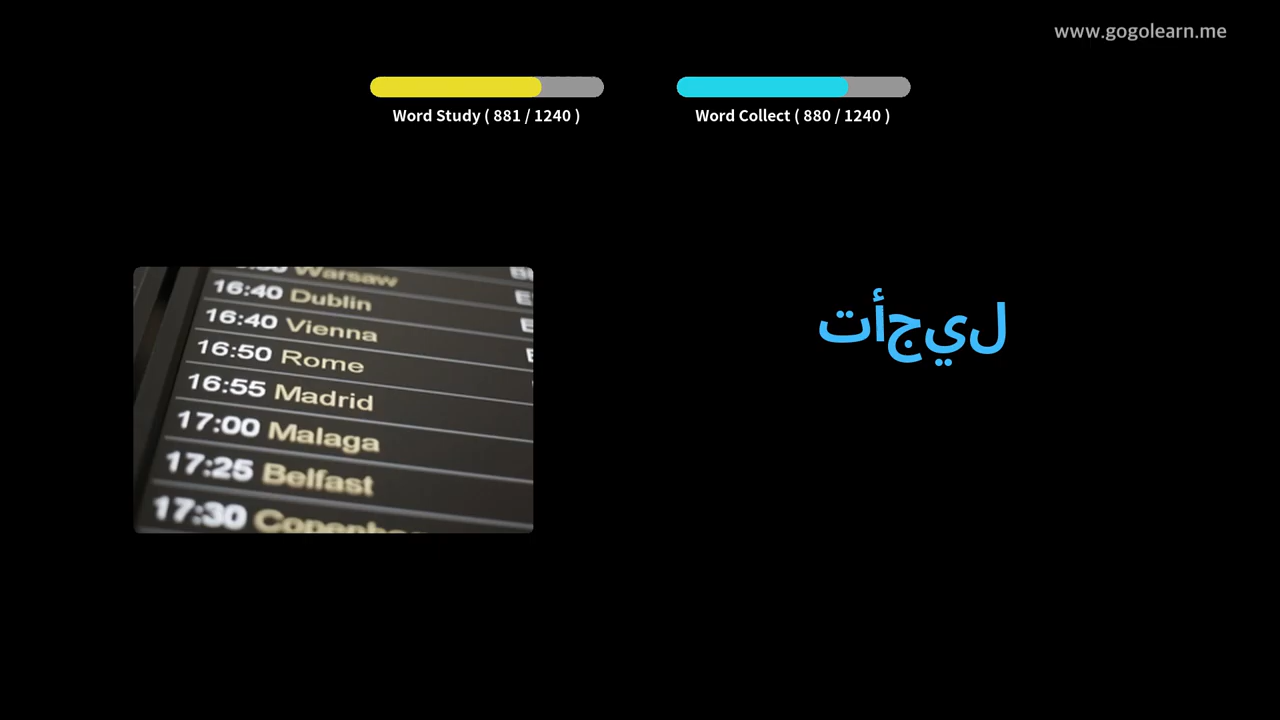 www.gogolearn.me
Word Study ( 881 / 1240 )
Word Collect ( 880 / 1240 )
Warsaw
16:40 Dublin
16:40 Vienna
16:50 Rome
16:55 Madrid
17:00 Malaga
17:25 Belfast
17:30
ليجأت